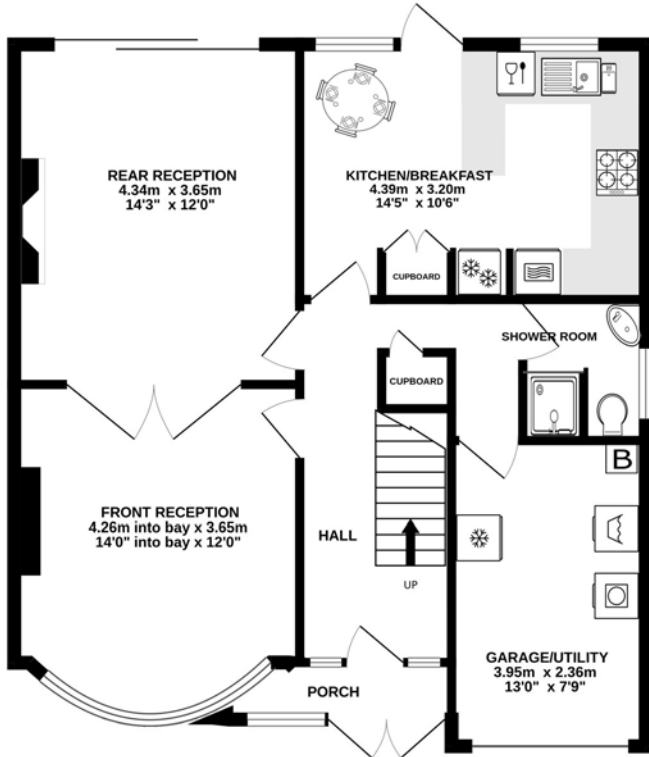 REAR RECEPTION
4.34m x 3.65m
14'3" x 12'0"
KITCHEN/BREAKFAST
4.39m x 3.20m
14'5" x 10'6"
CUPBOARD
SHOWER ROOM
CUPBOARD
B
FRONT RECEPTION
4.26m into bay x 3.65m
14'0" into bay x 12'0"
HALL
UP
GARAGE/UTILITY
3.95m x 2.36m
13'0" x 7'9"
PORCH